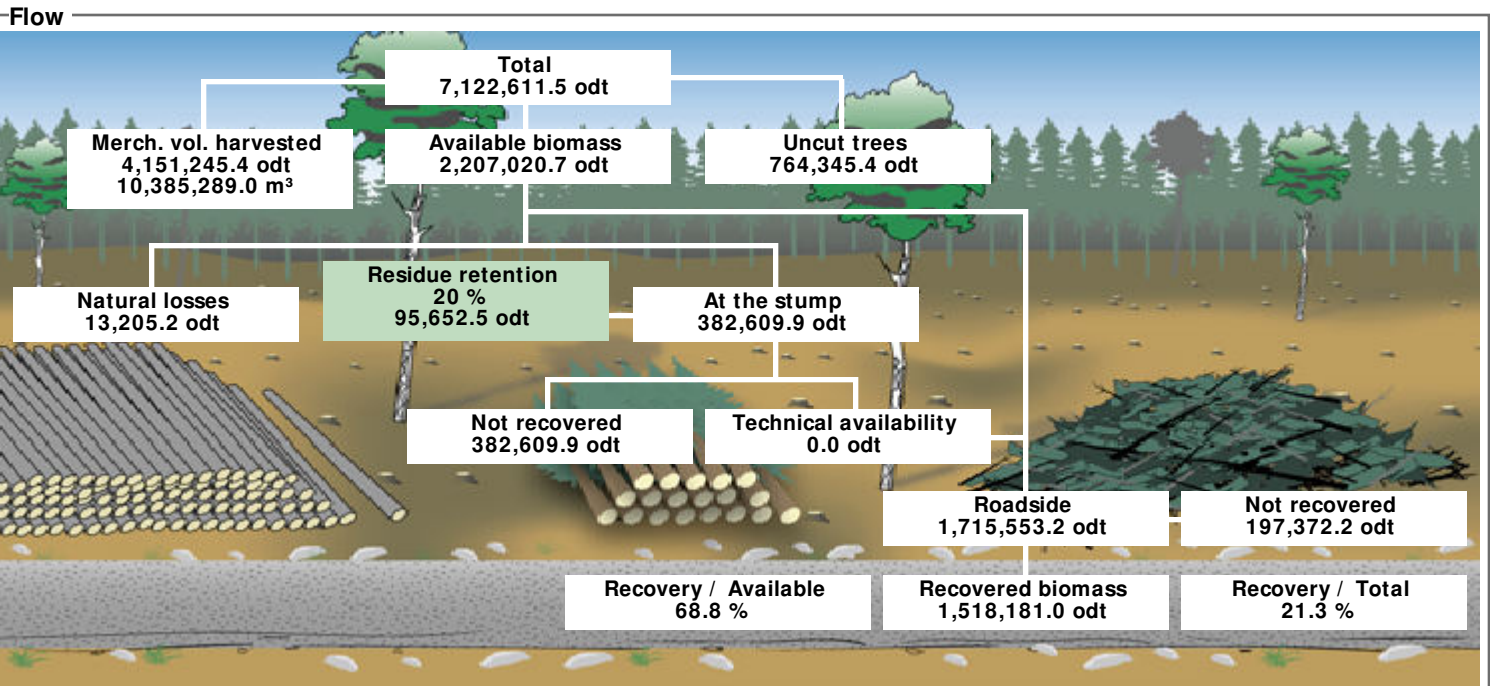 Flow
Total
7,122,611.5 odt
Merch. vol. harvested
4,151,245.4 odt
10,385,289.0 m³
Available biomass
2,207,020.7 odt
Uncut trees
764,345.4 odt
Natural losses
13,205.2 odt
Residue retention
20 %
95,652.5 odt
At the stump
382,609.9 odt
Not recovered
382,609.9 odt
Technical availability
0.0 odt
Roadside
1,715,553.2 odt
Not recovered
197,372.2 odt
Recovery / Available
68.8 %
Recovered biomass
1,518,181.0 odt
Recovery / Total
21.3 %